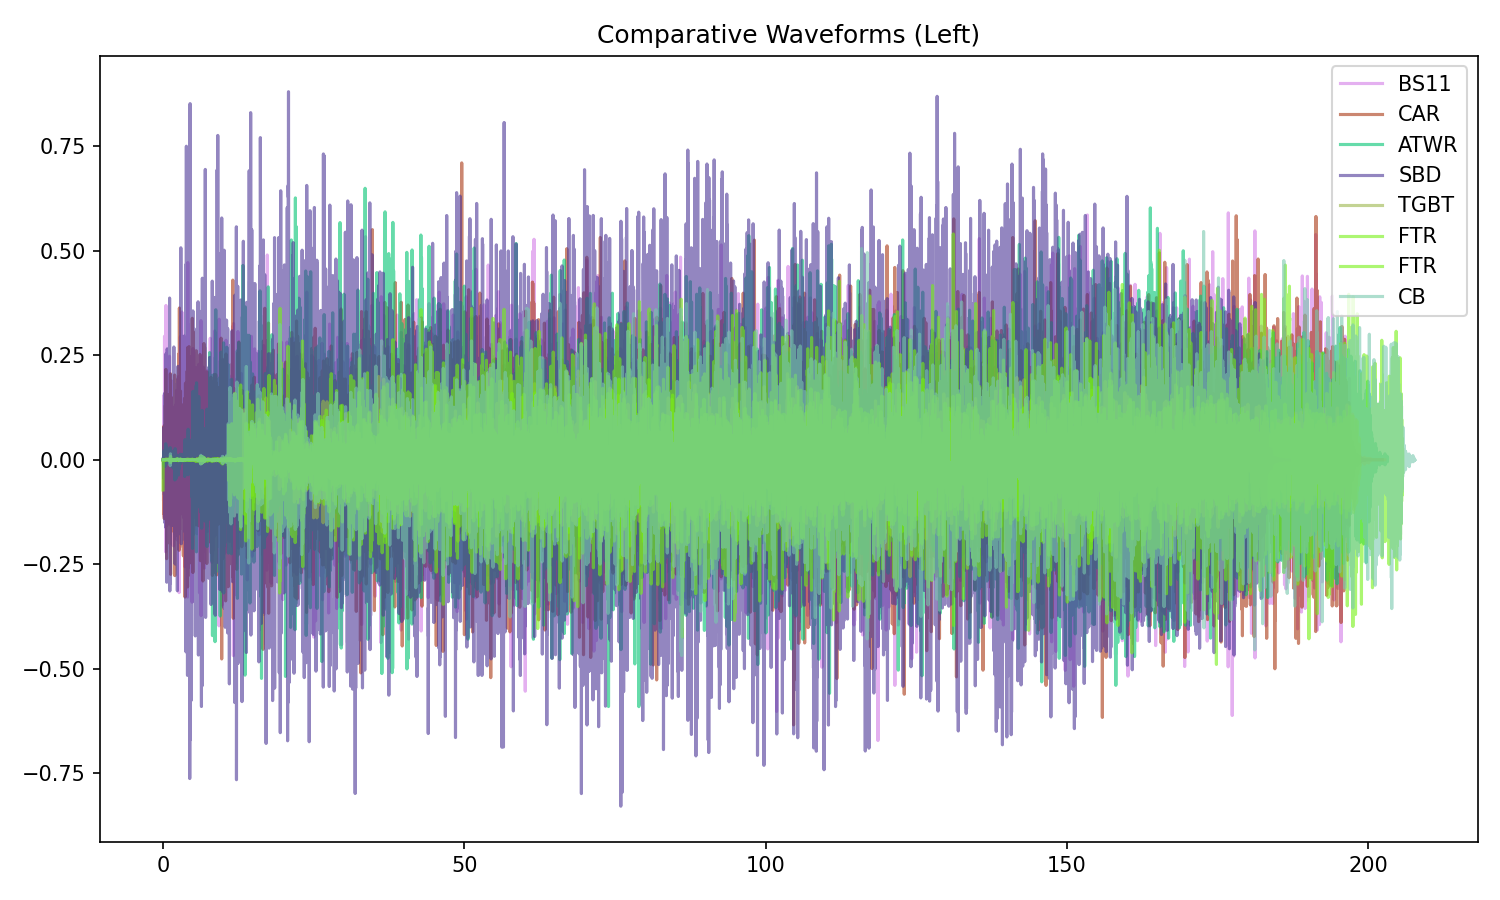 Comparative Waveforms (Left)
BS11
CAR
ATWR
SBD
TGBT
FTR
FTR
CB
0.75
0.50
0.25
0.00
−0.25
−0.50
−0.75
0 50 100 150 200